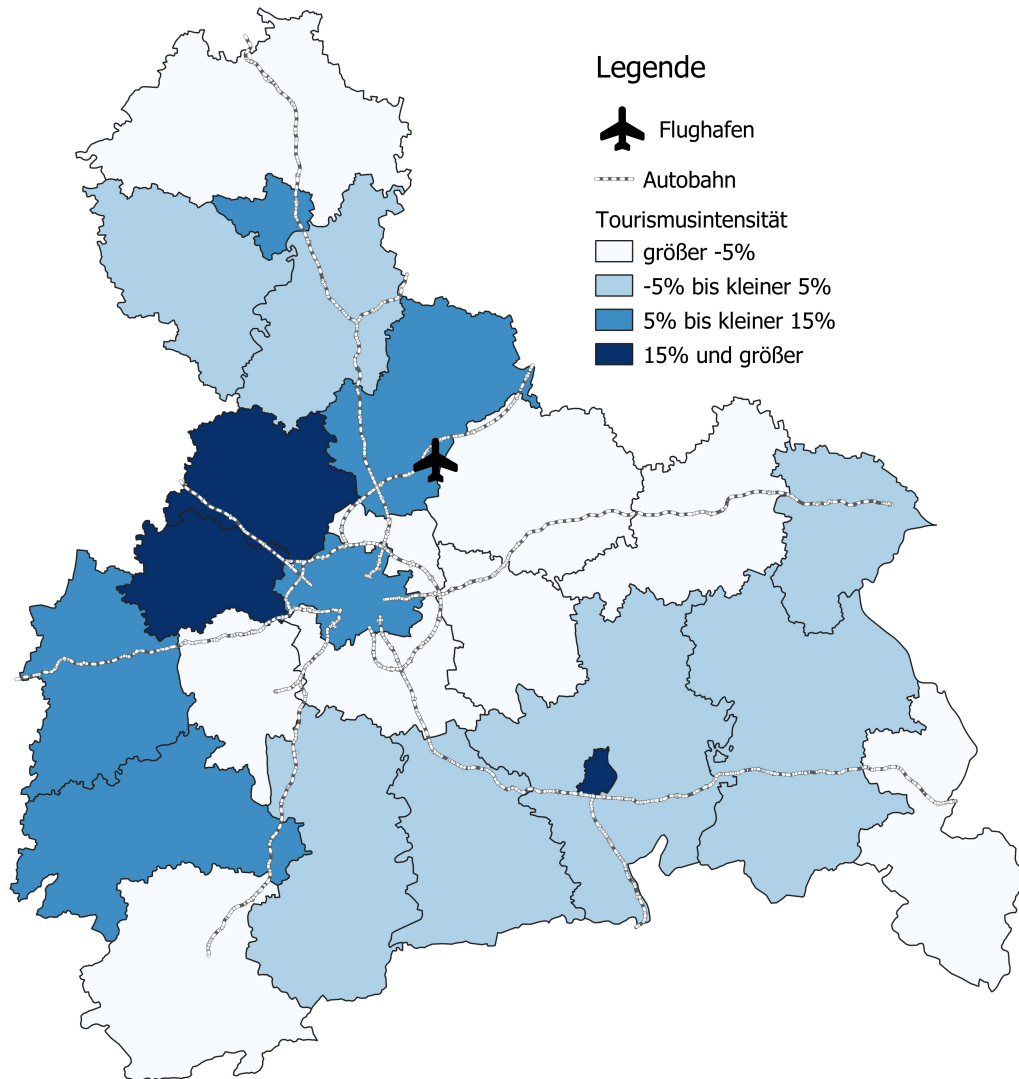 Legende
Flughafen
Autobahn
Tourismusintensität
größer -5%
-5% bis kleiner 5%
5% bis kleiner 15%
15% und größer